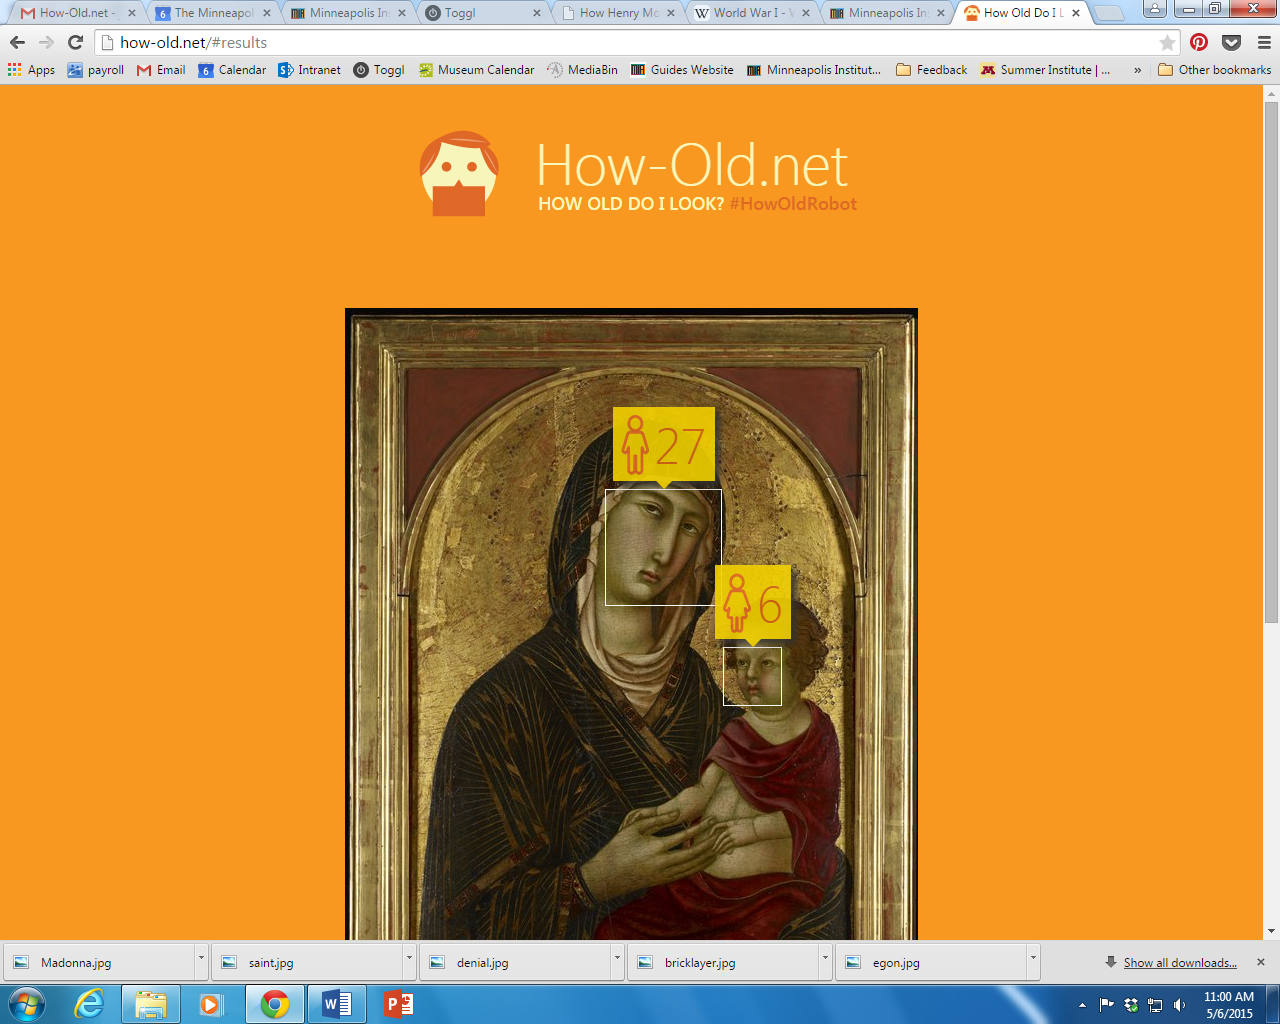 How-Old.net -
The Minneapol
Minneapolis Ins
Toggl
How Henry Mo
World War I - W
Minneapolis Ins
How Old Do I L
how-old.net/#results
Apps
payroll
Email
Calendar
Intranet
Toggl
Museum Calendar
MediaBin
Guides Website
Minneapolis Institut...
Feedback
Summer Institute | ...
»
Other bookmarks
How-Old.net
HOW OLD DO I LOOK? #HowOldRobot
27
6
Madonna.jpg
saint.jpg
denial.jpg
bricklayer.jpg
egon.jpg
Show all downloads...
11:00 AM
5/6/2015